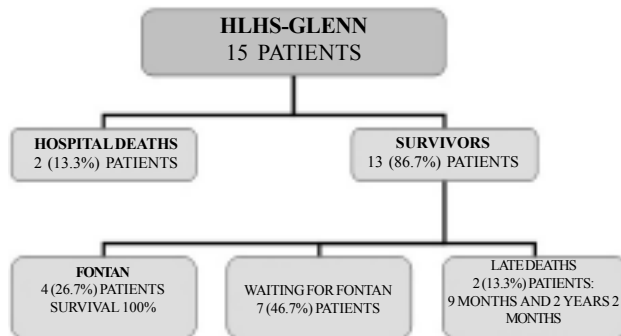 HLHS-GLENN
15 PATIENTS
HOSPITAL DEATHS
2 (13.3%) PATIENTS
SURVIVORS
13 (86.7%) PATIENTS
FONTAN
4 (26.7%) PATIENTS
SURVIVAL 100%
WAITING FOR FONTAN
7 (46.7%) PATIENTS
LATE DEATHS
2 (13.3%) PATIENTS:
9 MONTHS AND 2 YEARS 2
MONTHS